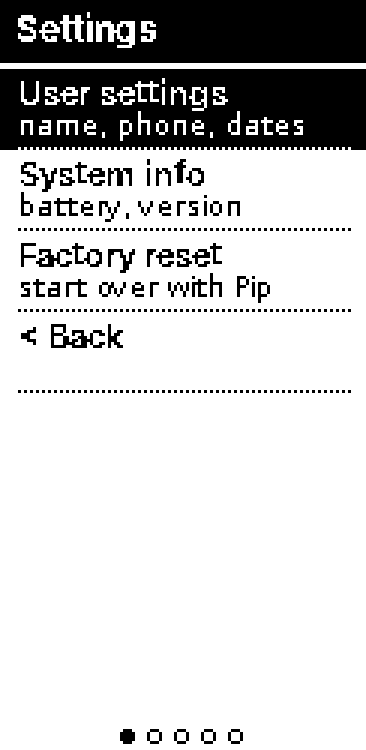 Settings
User settings
name, phone, dates
System info
battery, version
Factory reset
start over with Pip
< Back